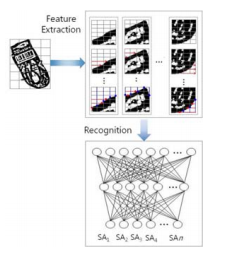 Feature
Extraction
...
Recognition
...
...
...
SA₁ SA₂ SA₃ SA₄ SAn